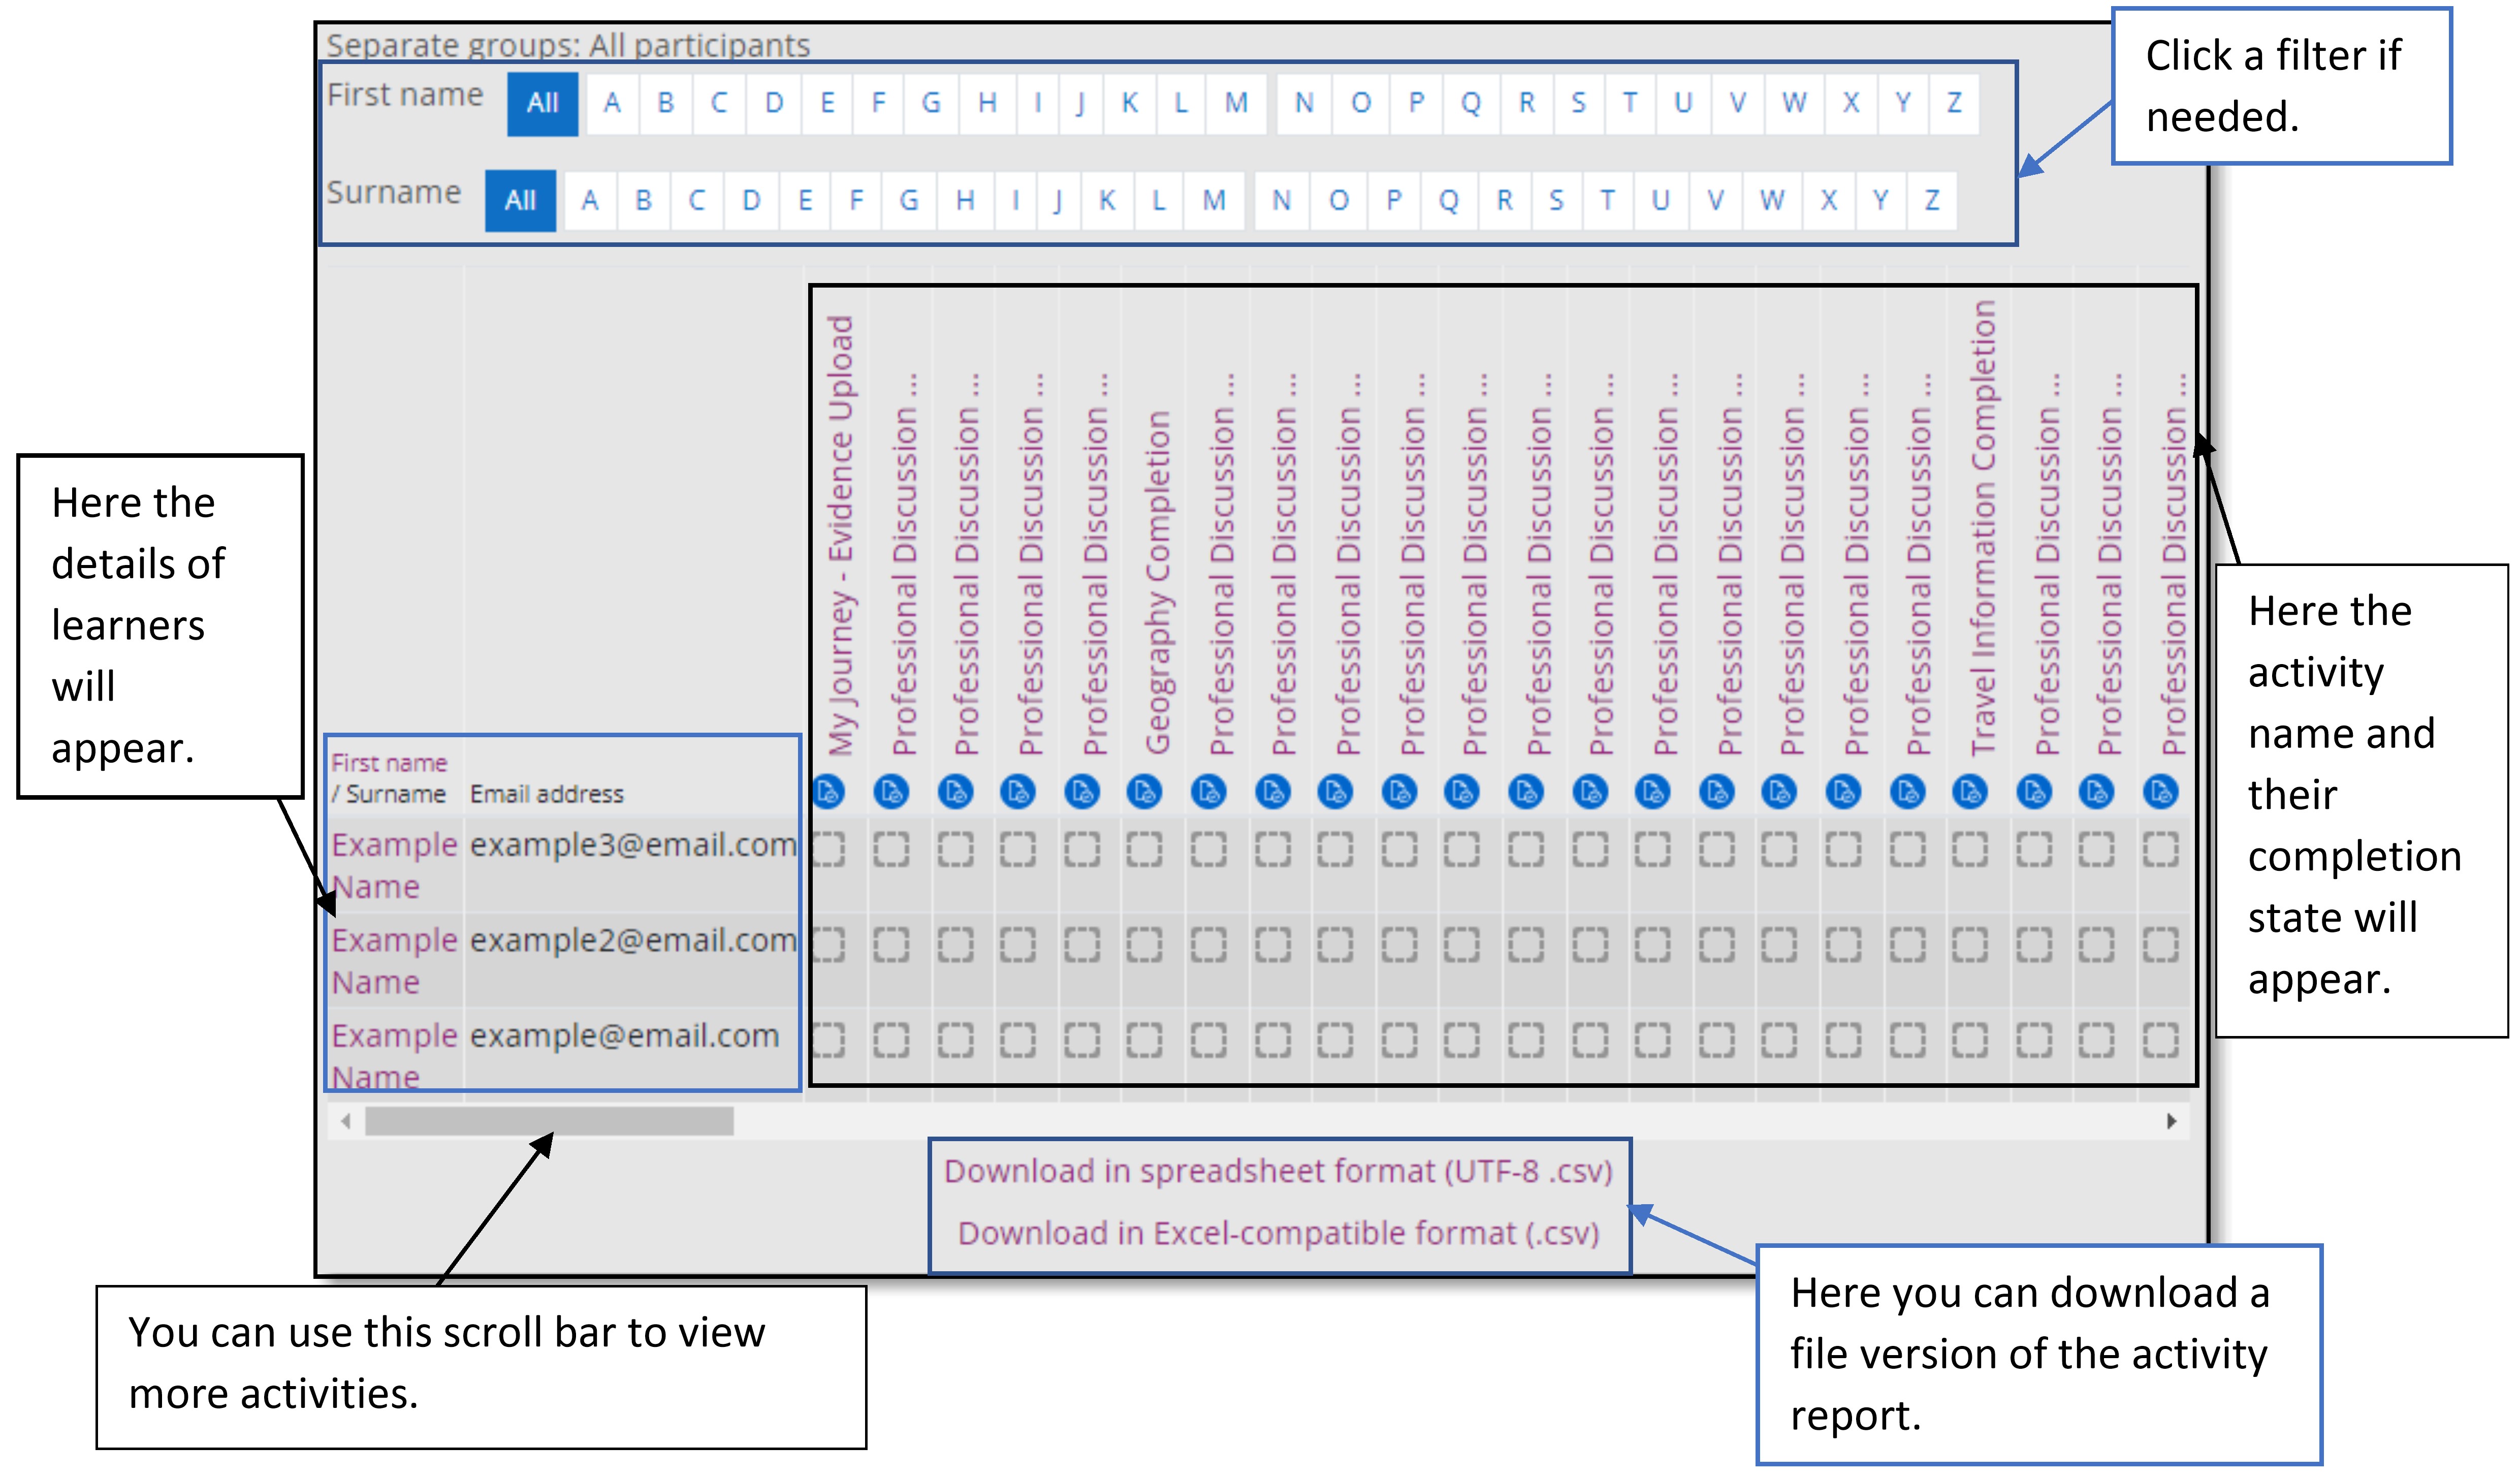 Separate groups: All participants
First name All A B C D E F G H I J K L M N O P Q R S T U V W X Y Z
Surname All A B C D E F G H I J K L M N O P Q R S T U V W X Y Z
Click a filter if
needed.
My Journey - Evidence Upload
Professional Discussion ...
Professional Discussion ...
Professional Discussion ...
Professional Discussion ...
Geography Completion
Professional Discussion ...
Professional Discussion ...
Professional Discussion ...
Professional Discussion ...
Professional Discussion ...
Professional Discussion ...
Professional Discussion ...
Professional Discussion ...
Professional Discussion ...
Professional Discussion ...
Professional Discussion ...
Professional Discussion ...
Travel Information Completion
Professional Discussion ...
Professional Discussion ...
Professional Discussion ...
Here the
details of
learners
will
appear.
Here the
activity
name and
their
completion
state will
appear.
First name
/ Surname Email address
Example example3@email.com
Name
Example example2@email.com
Name
Example example@email.com
Name
Download in spreadsheet format (UTF-8 .csv)
Download in Excel-compatible format (.csv)
You can use this scroll bar to view
more activities.
Here you can download a
file version of the activity
report.